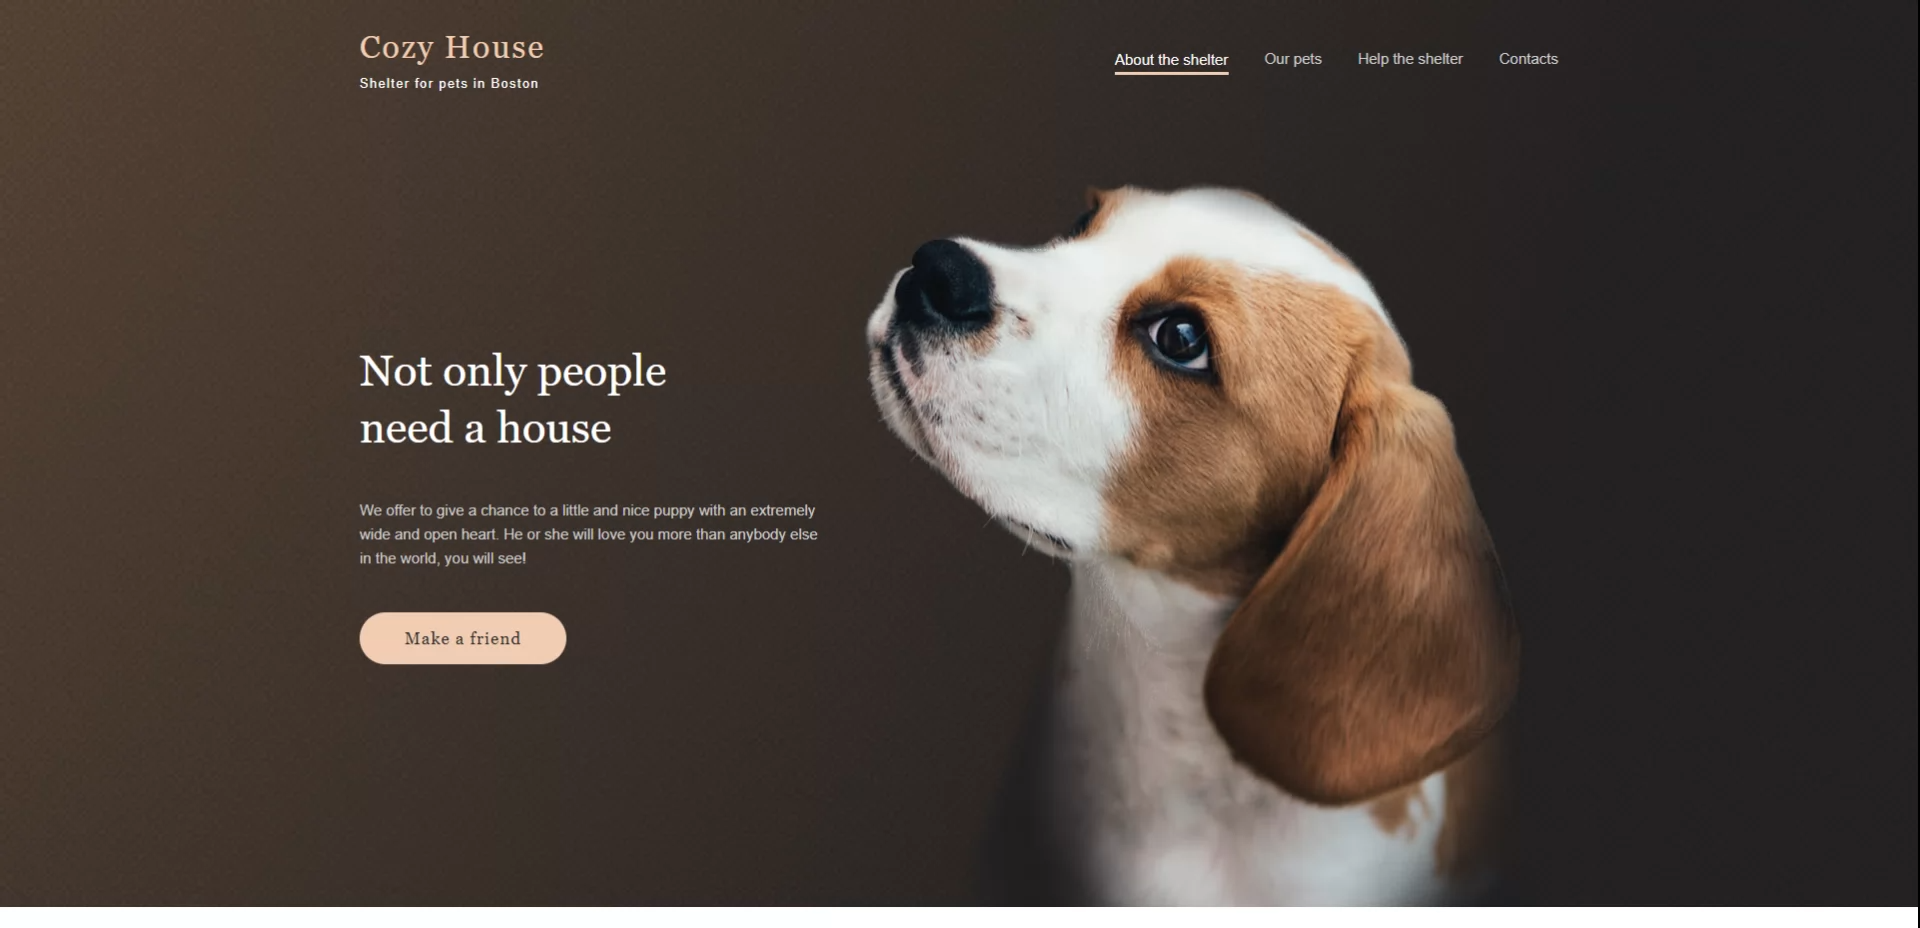 Cozy House
Shelter for pets in Boston
About the shelter
Our pets
Help the shelter
Contacts
Not only people
need a house
We offer to give a chance to a little and nice puppy with an extremely
wide and open heart. He or she will love you more than anybody else
in the world, you will see!
Make a friend